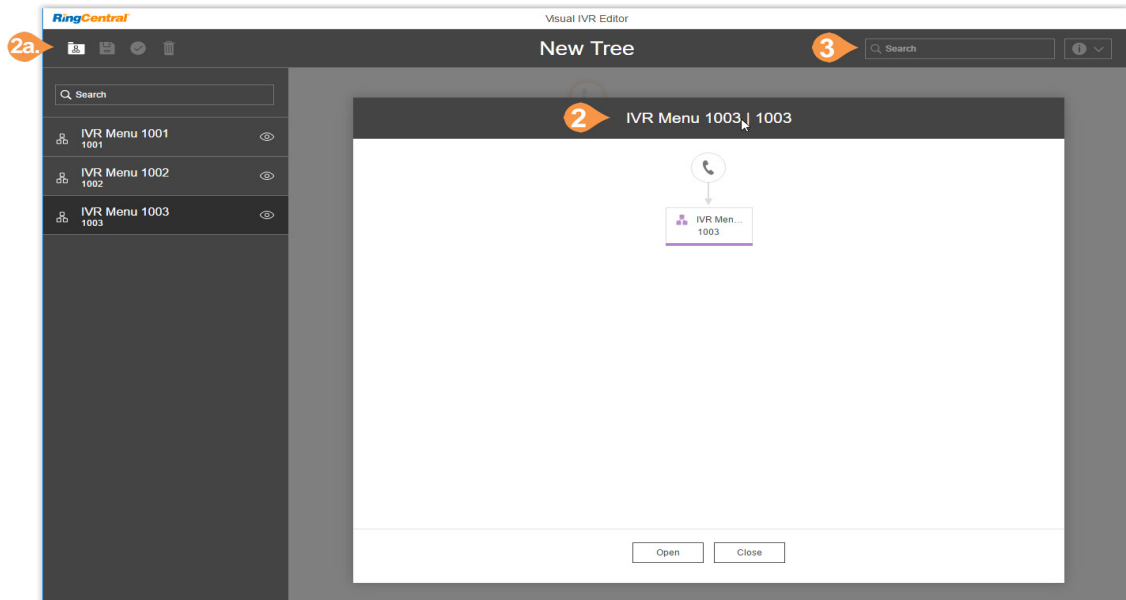 RingCentral
Visual IVR Editor
2a.
New Tree
3
Search
Search
2
IVR Menu 1003 | 1003
IVR Menu 1001
1001
IVR Menu 1002
1002
IVR Menu 1003
1003
IVR Men...
1003
Open
Close